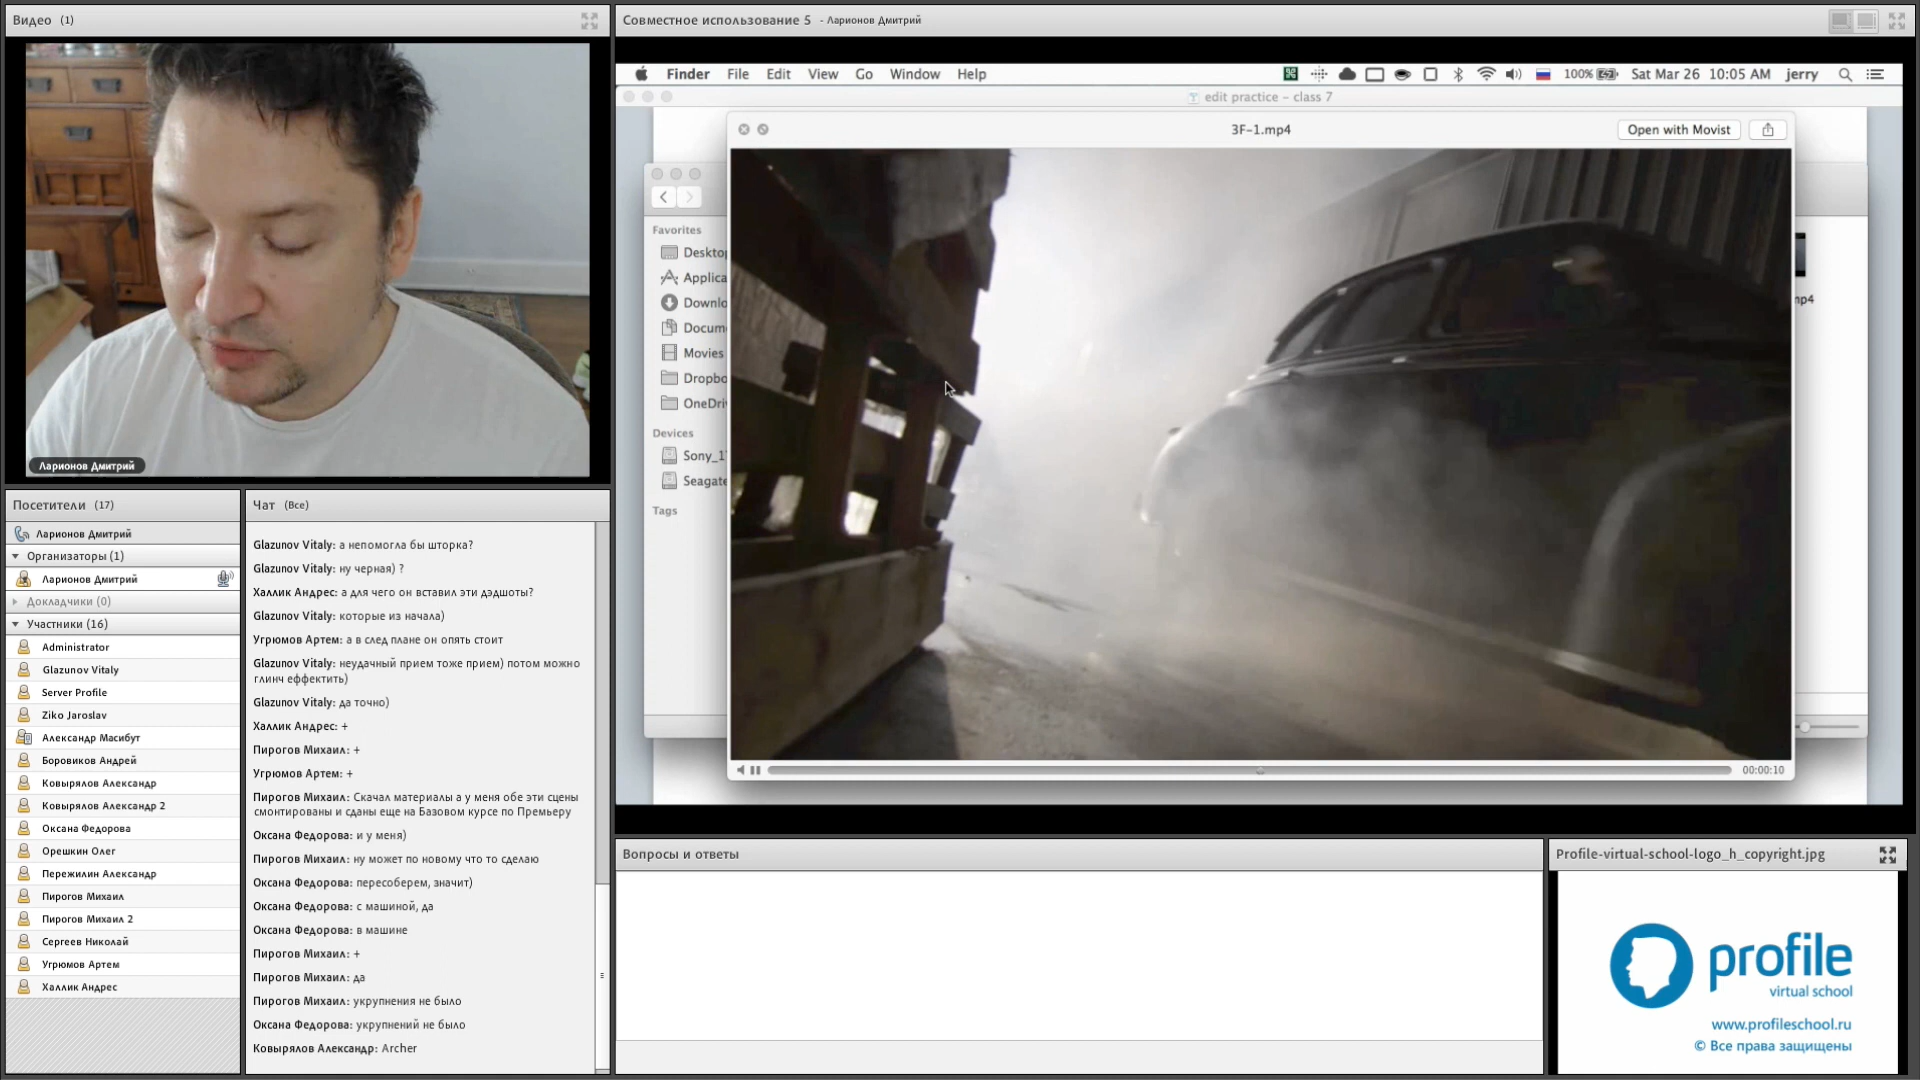 Видео (1)
Ларионов Дмитрий
Посетители (17)
Ларионов Дмитрий
Организаторы (1)
Ларионов Дмитрий
Докладчики (0)
Участники (16)
Administrator
Glazunov Vitaly
Server Profile
Ziko Jaroslav
Александр Масибут
Боровиков Андрей
Ковырялов Александр
Ковырялов Александр 2
Оксана Федорова
Орешкин Олег
Пережилин Александр
Пирогов Михаил
Пирогов Михаил 2
Сергеев Николай
Угрюмов Артем
Халлик Андрес
Чат (Все)
Glazunov Vitaly: а непомогла бы шторка?
Glazunov Vitaly: ну черная) ?
Халлик Андрес: а для чего он вставил эти дэдшоты?
Glazunov Vitaly: которые из начала)
Угрюмов Артем: а в след плане он опять стоит
Glazunov Vitaly: неудачный прием тоже прием) потом можно
глинч еффектить)
Glazunov Vitaly: да точно)
Халлик Андрес: +
Пирогов Михаил: +
Угрюмов Артем: +
Пирогов Михаил: Скачал материалы а у меня обе эти сцены
смонтированы и сданы еще на Базовом курсе по Премьеру
Оксана Федорова: и у меня)
Пирогов Михаил: ну может по новому что то сделаю
Оксана Федорова: пересоберем, значит)
Оксана Федорова: с машиной, да
Оксана Федорова: в машине
Пирогов Михаил: +
Пирогов Михаил: да
Пирогов Михаил: укрупнения не было
Оксана Федорова: укрупнений не было
Ковырялов Александр: Archer
Совместное использование 5 - Ларионов Дмитрий
Finder File Edit View Go Window Help
100% Sat Mar 26 10:05 AM jerry
edit practice – class 7
3F-1.mp4
Open with Movist
Favorites
Deskto
Applica
Downlo
Docum
Movies
Dropbo
OneDri
Devices
Sony_1
Seagate
Tags
mp4
00:00:10
Вопросы и ответы
Profile-virtual-school-logo_h_copyright.jpg
profile
virtual school
www.profileschool.ru
© Все права защищены